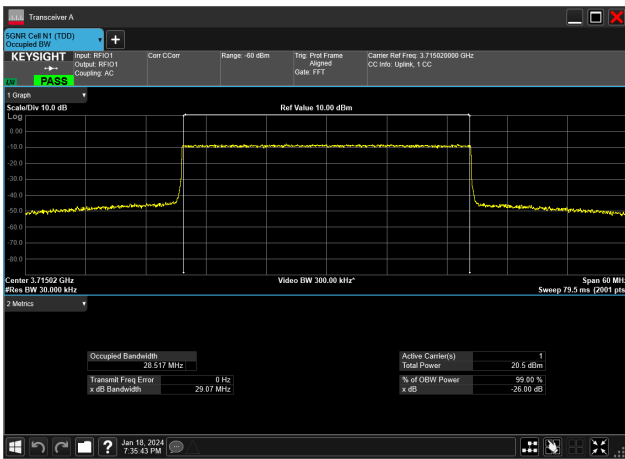 Transceiver A
5GNR Cell N1 (TDD)
Occupied BW
KEYSIGHT
PASS
Input: RFIO1
Output: RFIO1
Coupling: AC
Corr CCorr
Range: -60 dBm
Trig: Prot Frame
Aligned
Gate: FFT
Carrier Ref Freq: 3.715020000 GHz
CC Info: Uplink, 1 CC
1 Graph
Scale/Div 10.0 dB
Ref Value 10.00 dBm
Log
0.00
-10.0
-20.0
-30.0
-40.0
-50.0
-60.0
-70.0
-80.0
Center 3.71502 GHz
Video BW 300.00 kHz*
Span 60 MHz
#Res BW 30.000 kHz
Sweep 79.5 ms (2001 pts
2 Metrics
Occupied Bandwidth
28.517 MHz
Transmit Freq Error 0 Hz
x dB Bandwidth 29.07 MHz
Active Carrier(s) 1
Total Power 20.5 dBm
% of OBW Power 99.00 %
x dB -26.00 dB
?
Jan 18, 2024
7:35:43 PM